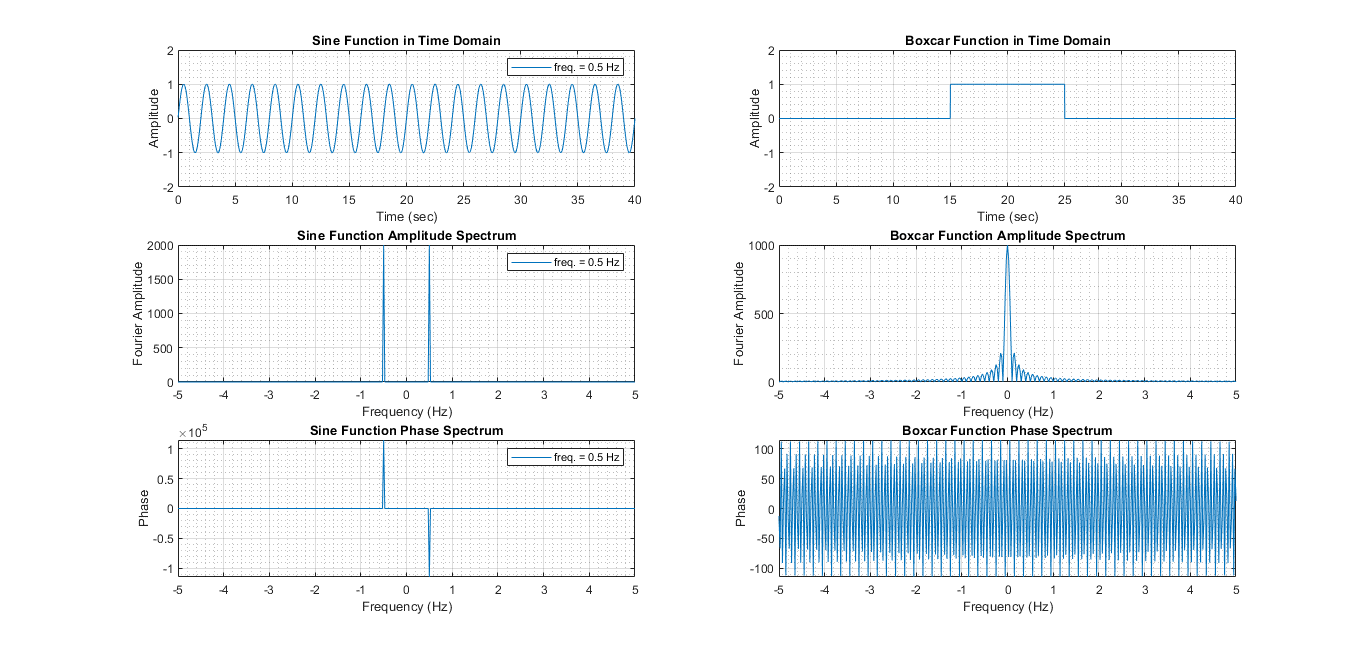 Sine Function in Time Domain
2
1
0
-1
-2
Amplitude
freq. = 0.5 Hz
0 5 10 15 20 25 30 35 40
Time (sec)
Boxcar Function in Time Domain
2
1
0
-1
-2
Amplitude
0 5 10 15 20 25 30 35 40
Time (sec)
Sine Function Amplitude Spectrum
2000
1500
1000
500
0
Fourier Amplitude
freq. = 0.5 Hz
-5 -4 -3 -2 -1 0 1 2 3 4 5
Frequency (Hz)
Boxcar Function Amplitude Spectrum
1000
500
0
Fourier Amplitude
-5 -4 -3 -2 -1 0 1 2 3 4 5
Frequency (Hz)
Sine Function Phase Spectrum
×10^5
1
0.5
0
-0.5
-1
Phase
freq. = 0.5 Hz
-5 -4 -3 -2 -1 0 1 2 3 4 5
Frequency (Hz)
Boxcar Function Phase Spectrum
100
50
0
-50
-100
Phase
-5 -4 -3 -2 -1 0 1 2 3 4 5
Frequency (Hz)